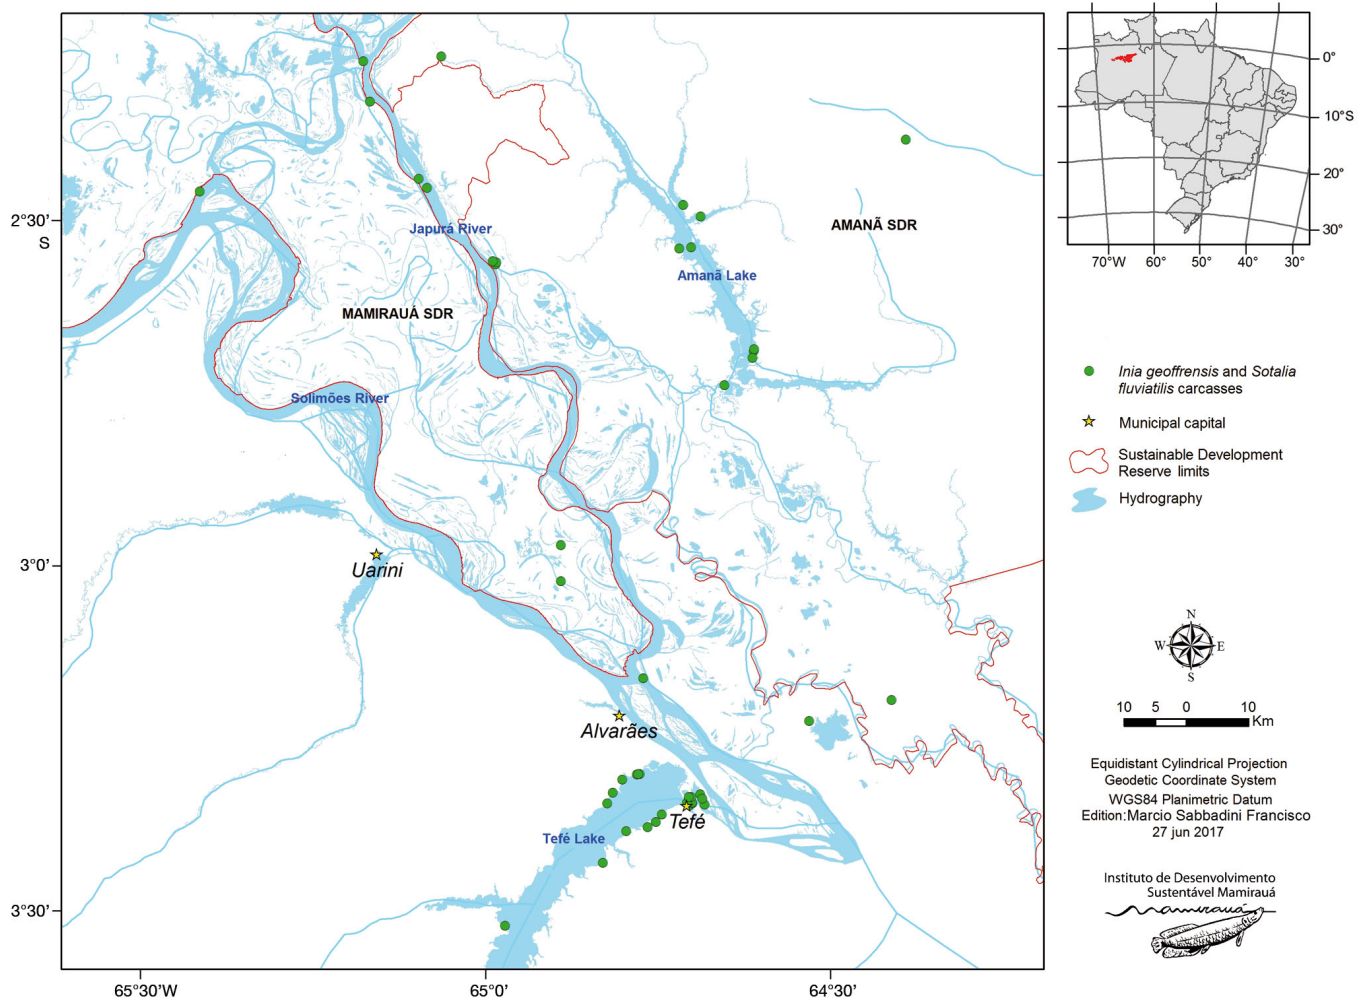 2°30'
S
3°0'
3°30'
65°30'W
65°0'
64°30'
Japurá River
AMANÃ SDR
Amanã Lake
MAMIRAUÁ SDR
Solimões River
Uarini
Alvarães
Tefé
Tefé Lake
0°
10°S
20°
30°
70°W
60°
50°
40°
30°
Inia geoffrensis and Sotalia
fluviatilis carcasses
Municipal capital
Sustainable Development
Reserve limits
Hydrography
N
W
E
S
10 5 0 10
Km
Equidistant Cylindrical Projection
Geodetic Coordinate System
WGS84 Planimetric Datum
Edition:Marcio Sabbadini Francisco
27 jun 2017
Instituto de Desenvolvimento
Sustentável Mamirauá
mamirauá